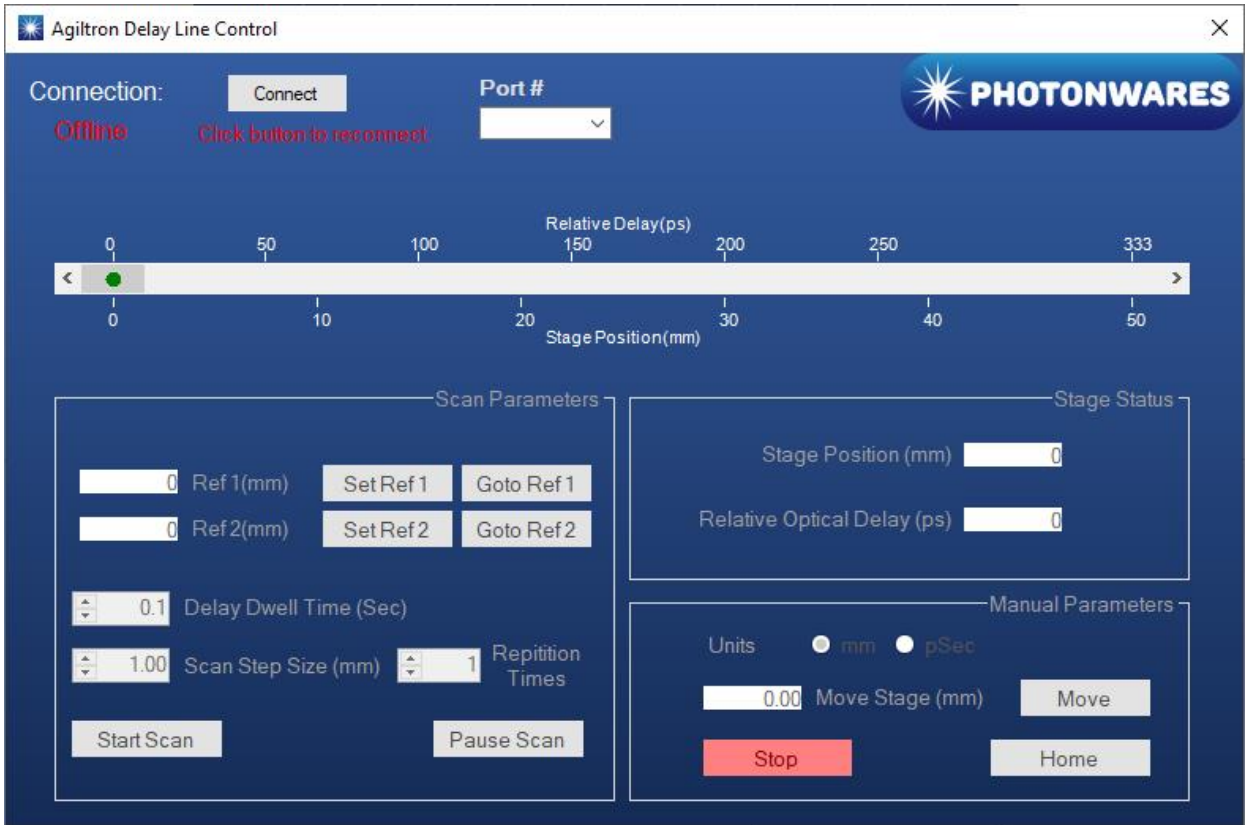 Agiltron Delay Line Control
Connection: Connect Port #
PHOTONWARES
Offline Click button to reconnect
Relative Delay(ps)
0 50 100 150 200 250 333
0 10 20 30 40 50
Stage Position(mm)
Scan Parameters
0 Ref 1(mm) Set Ref 1 Goto Ref 1
0 Ref 2(mm) Set Ref 2 Goto Ref 2
0.1 Delay Dwell Time (Sec)
1.00 Scan Step Size (mm) 1 Repitition
Times
Start Scan Pause Scan
Stage Status
Stage Position (mm) 0
Relative Optical Delay (ps) 0
Manual Parameters
Units mm pSec
0.00 Move Stage (mm) Move
Stop Home